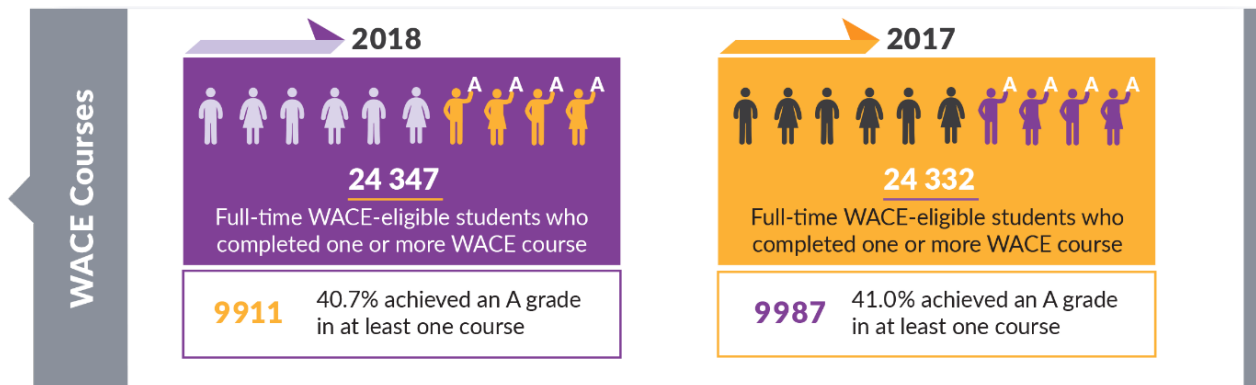 WACE Courses
2018
A A A A
24 347
Full-time WACE-eligible students who
completed one or more WACE course
9911
40.7% achieved an A grade
in at least one course
2017
A A A A
24 332
Full-time WACE-eligible students who
completed one or more WACE course
9987
41.0% achieved an A grade
in at least one course